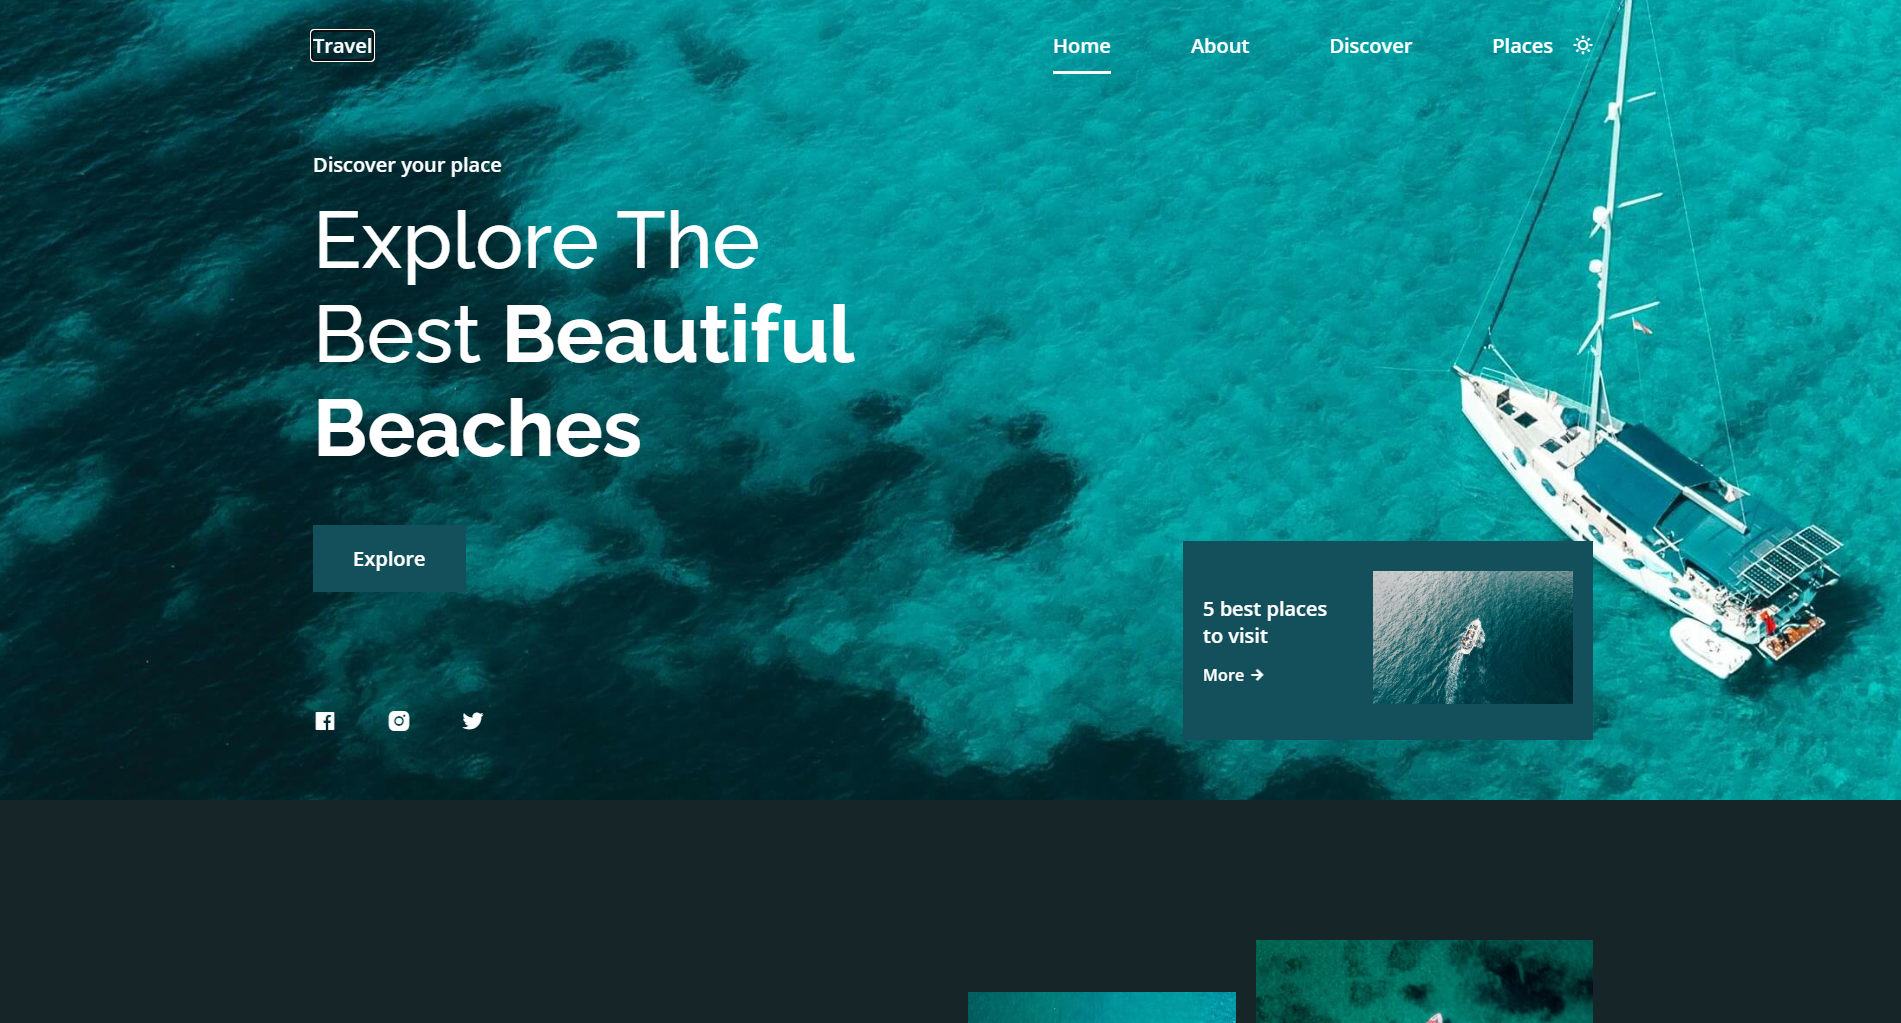 Travel
Home
About
Discover
Places
Discover your place
Explore The
Best Beautiful
Beaches
Explore
5 best places
to visit
More